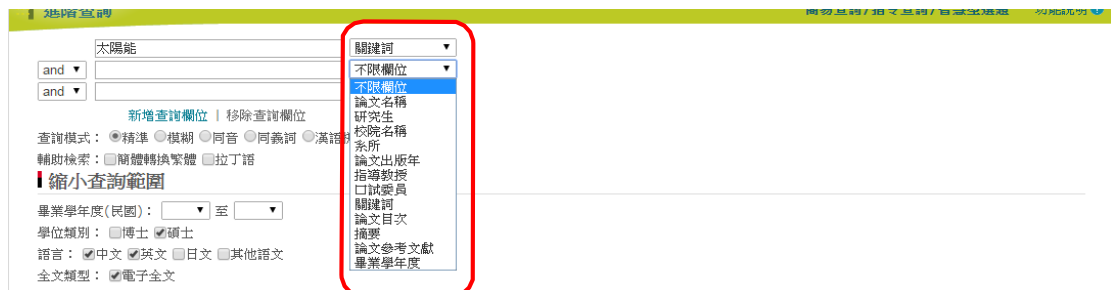 進階查詢
簡易查詢/指令查詢/智慧型選題 功能說明
太陽能 關鍵詞
and 不限欄位
and
不限欄位
論文名稱
研究生
校院名稱
系所
論文出版年
指導教授
口試委員
關鍵詞
論文目次
摘要
論文參考文獻
畢業學年度
新增查詢欄位 | 移除查詢欄位
查詢模式： 精準 模糊 同音 同義詞 漢語
輔助檢索： 簡體轉換繁體 拉丁語
縮小查詢範圍
畢業學年度(民國)： 至
學位類別： 博士 碩士
語言： 中文 英文 日文 其他語文
全文類型： 電子全文